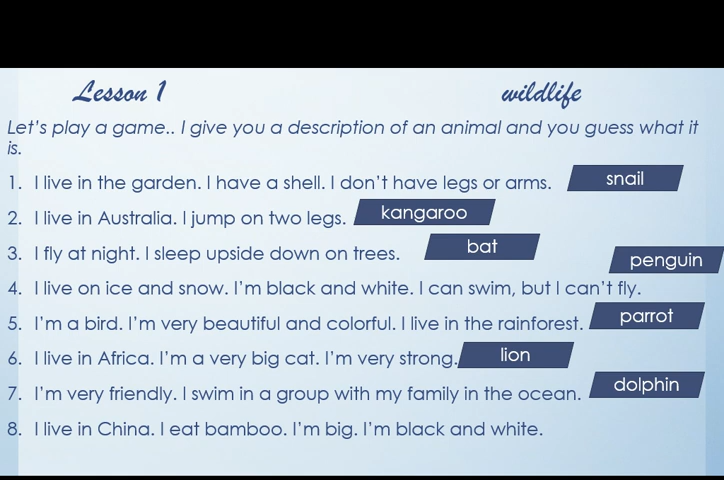 Lesson 1 wildlife
Let's play a game.. I give you a description of an animal and you guess what it
is.
1. I live in the garden. I have a shell. I don't have legs or arms. snail
2. I live in Australia. I jump on two legs. kangaroo
3. I fly at night. I sleep upside down on trees. bat
penguin
4. I live on ice and snow. I'm black and white. I can swim, but I can't fly.
5. I'm a bird. I'm very beautiful and colorful. I live in the rainforest. parrot
6. I live in Africa. I'm a very big cat. I'm very strong. lion
7. I'm very friendly. I swim in a group with my family in the ocean. dolphin
8. I live in China. I eat bamboo. I'm big. I'm black and white.